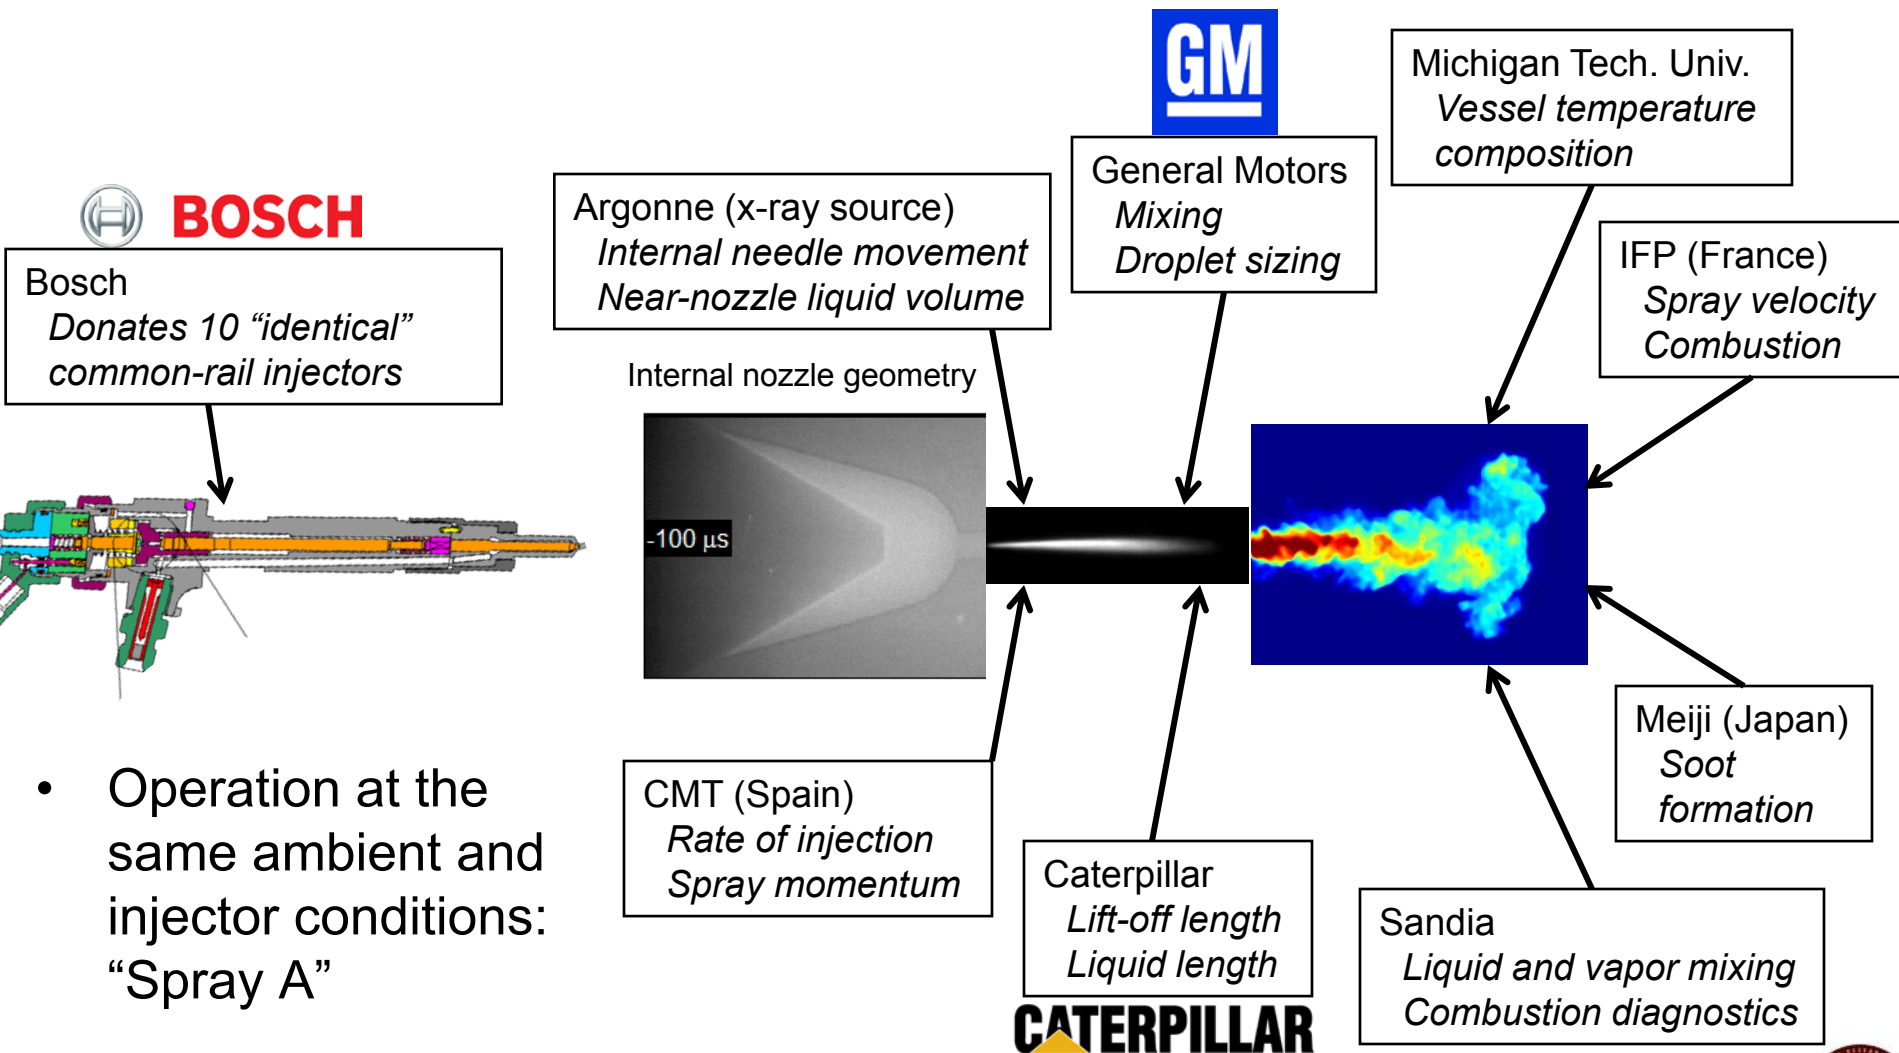 GM
BOSCH
Bosch
Donates 10 “identical”
common-rail injectors
Argonne (x-ray source)
Internal needle movement
Near-nozzle liquid volume
General Motors
Mixing
Droplet sizing
Michigan Tech. Univ.
Vessel temperature
composition
IFP (France)
Spray velocity
Combustion
Internal nozzle geometry
-100 µs
• Operation at the
same ambient and
injector conditions:
“Spray A”
CMT (Spain)
Rate of injection
Spray momentum
Caterpillar
Lift-off length
Liquid length
CATERPILLAR
Meiji (Japan)
Soot
formation
Sandia
Liquid and vapor mixing
Combustion diagnostics